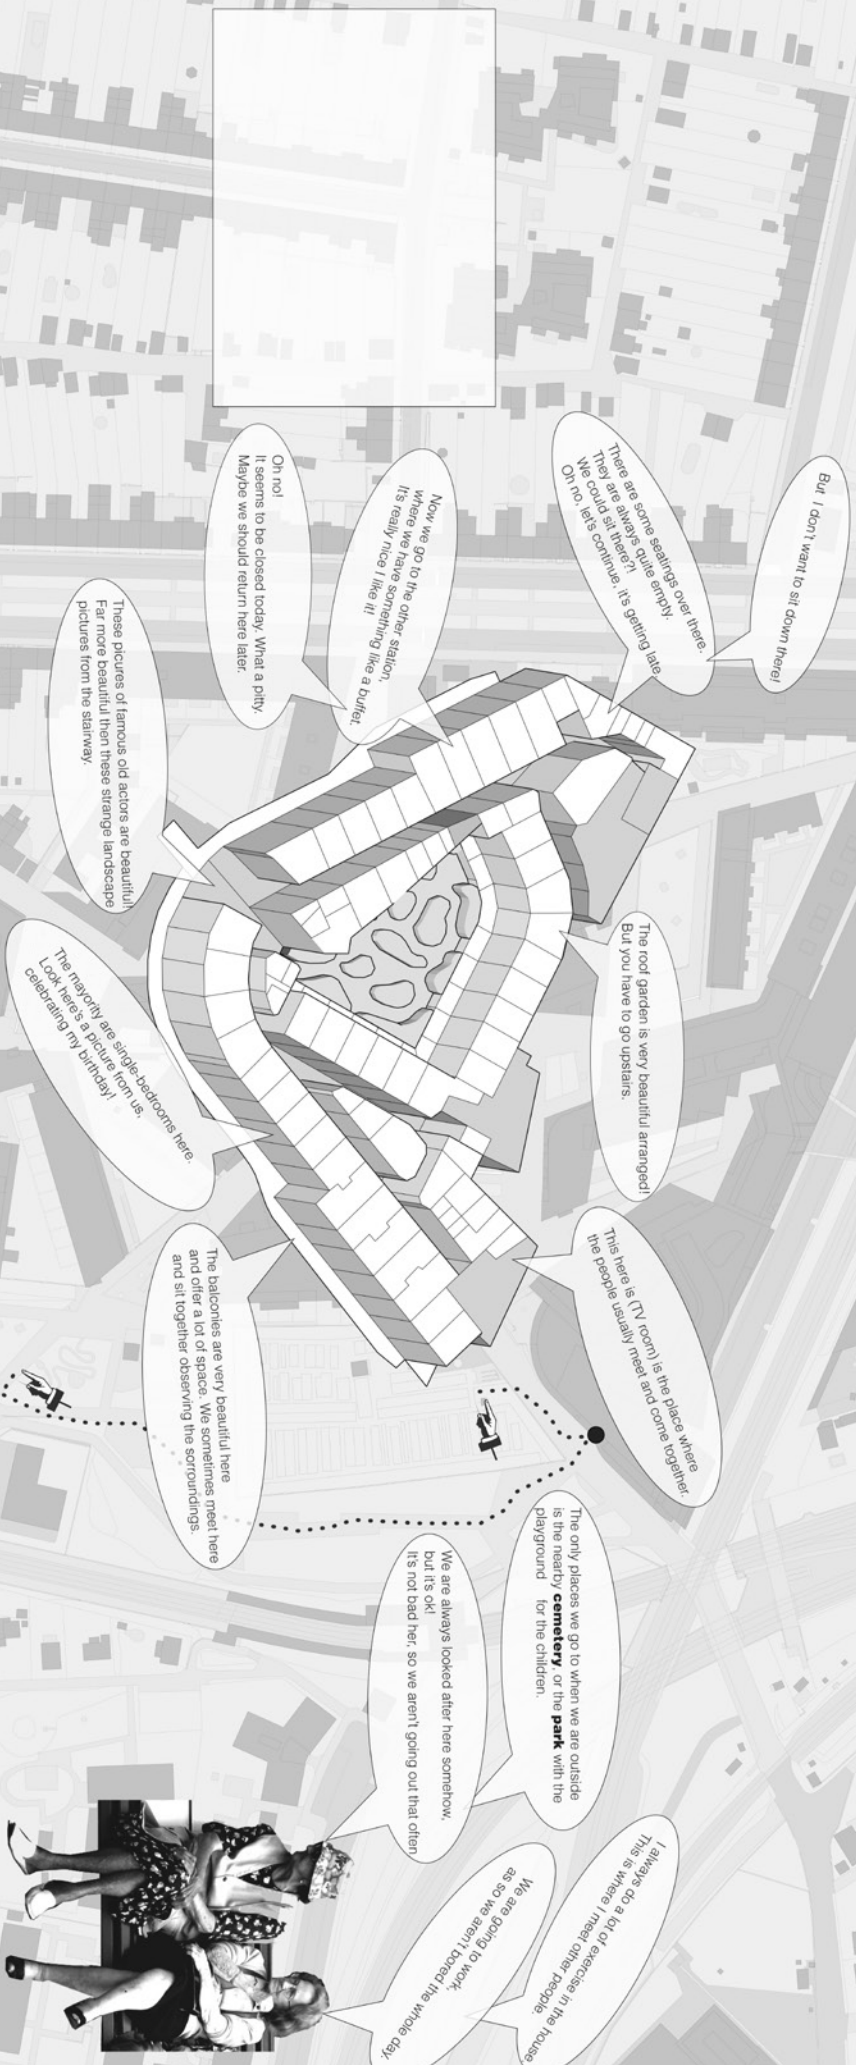 But I don't want to sit down there!
There are some seatings over there.
They are always quite empty.
We could sit there?!
Oh no, let's continue, it's getting late.
Now we go to the other station,
where we have something like a buffet.
It's really nice I like it!
Oh no!
It seems to be closed today. What a pitty.
Maybe we should return here later.
These picures of famous old actors are beautiful!
Far more beautiful then these strange landscape
pictures from the stairway.
The roof garden is very beautiful arranged!
But you have to go upstairs.
The mayority are single-bedrooms here.
Look here's a picture from us,
celebrating my birthday!
This here is (TV room) is the place where
the people usually meet and come together.
The balconies are very beautiful here
and offer a lot of space. We sometimes meet here
and sit together observing the sorroundings.
The only places we go to when we are outside
is the nearby cemetery, or the park with the
playground for the children.
We are always looked after here somehow,
but it's ok!
It's not bad her, so we aren't going out that often
I always do a lot of exercise in the house
This is where I meet other people.
We are going to work,
as so we aren't bored the whole day.